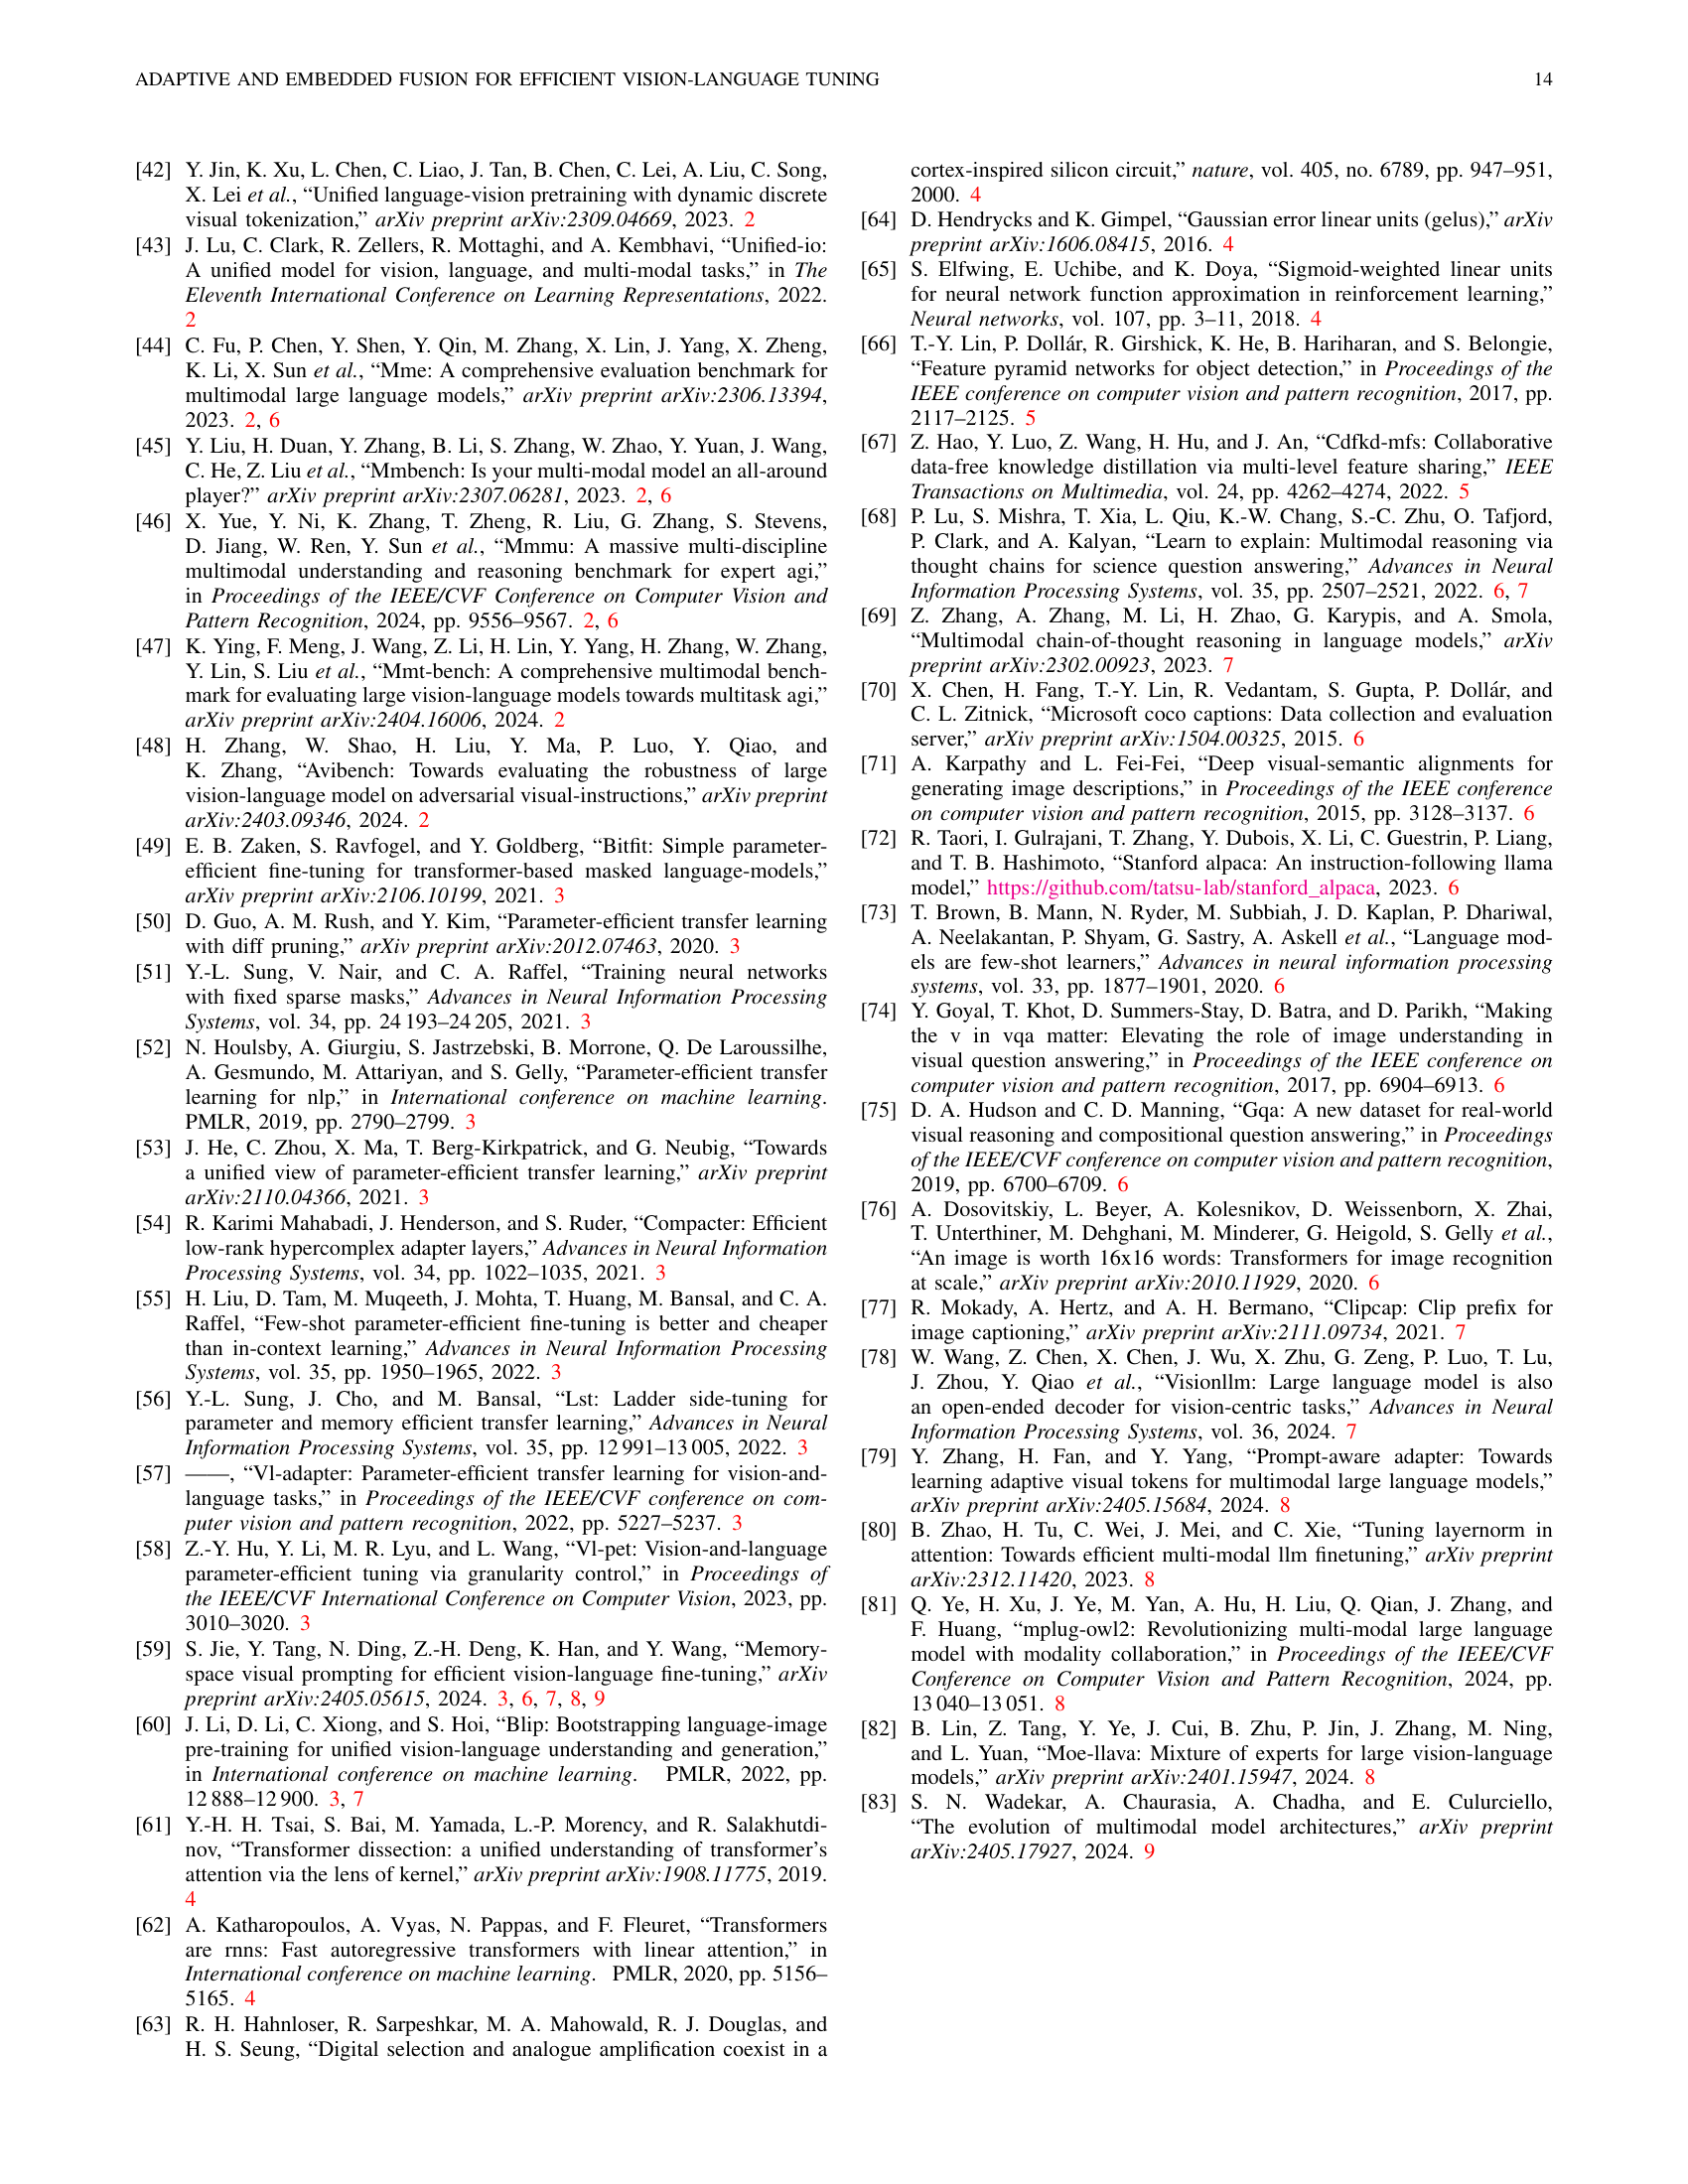 ADAPTIVE AND EMBEDDED FUSION FOR EFFICIENT VISION-LANGUAGE TUNING
14
[42] Y. Jin, K. Xu, L. Chen, C. Liao, J. Tan, B. Chen, C. Lei, A. Liu, C. Song,
X. Lei et al., “Unified language-vision pretraining with dynamic discrete
visual tokenization,” arXiv preprint arXiv:2309.04669, 2023. 2
[43] J. Lu, C. Clark, R. Zellers, R. Mottaghi, and A. Kembhavi, “Unified-io:
A unified model for vision, language, and multi-modal tasks,” in The
Eleventh International Conference on Learning Representations, 2022.
2
[44] C. Fu, P. Chen, Y. Shen, Y. Qin, M. Zhang, X. Lin, J. Yang, X. Zheng,
K. Li, X. Sun et al., “Mme: A comprehensive evaluation benchmark for
multimodal large language models,” arXiv preprint arXiv:2306.13394,
2023. 2, 6
[45] Y. Liu, H. Duan, Y. Zhang, B. Li, S. Zhang, W. Zhao, Y. Yuan, J. Wang,
C. He, Z. Liu et al., “Mmbench: Is your multi-modal model an all-around
player?” arXiv preprint arXiv:2307.06281, 2023. 2, 6
[46] X. Yue, Y. Ni, K. Zhang, T. Zheng, R. Liu, G. Zhang, S. Stevens,
D. Jiang, W. Ren, Y. Sun et al., “Mmmu: A massive multi-discipline
multimodal understanding and reasoning benchmark for expert agi,”
in Proceedings of the IEEE/CVF Conference on Computer Vision and
Pattern Recognition, 2024, pp. 9556–9567. 2, 6
[47] K. Ying, F. Meng, J. Wang, Z. Li, H. Lin, Y. Yang, H. Zhang, W. Zhang,
Y. Lin, S. Liu et al., “Mmt-bench: A comprehensive multimodal bench-
mark for evaluating large vision-language models towards multitask agi,”
arXiv preprint arXiv:2404.16006, 2024. 2
[48] H. Zhang, W. Shao, H. Liu, Y. Ma, P. Luo, Y. Qiao, and
K. Zhang, “Avibench: Towards evaluating the robustness of large
vision-language model on adversarial visual-instructions,” arXiv preprint
arXiv:2403.09346, 2024. 2
[49] E. B. Zaken, S. Ravfogel, and Y. Goldberg, “Bitfit: Simple parameter-
efficient fine-tuning for transformer-based masked language-models,”
arXiv preprint arXiv:2106.10199, 2021. 3
[50] D. Guo, A. M. Rush, and Y. Kim, “Parameter-efficient transfer learning
with diff pruning,” arXiv preprint arXiv:2012.07463, 2020. 3
[51] Y.-L. Sung, V. Nair, and C. A. Raffel, “Training neural networks
with fixed sparse masks,” Advances in Neural Information Processing
Systems, vol. 34, pp. 24 193–24 205, 2021. 3
[52] N. Houlsby, A. Giurgiu, S. Jastrzebski, B. Morrone, Q. De Laroussilhe,
A. Gesmundo, M. Attariyan, and S. Gelly, “Parameter-efficient transfer
learning for nlp,” in International conference on machine learning.
PMLR, 2019, pp. 2790–2799. 3
[53] J. He, C. Zhou, X. Ma, T. Berg-Kirkpatrick, and G. Neubig, “Towards
a unified view of parameter-efficient transfer learning,” arXiv preprint
arXiv:2110.04366, 2021. 3
[54] R. Karimi Mahabadi, J. Henderson, and S. Ruder, “Compacter: Efficient
low-rank hypercomplex adapter layers,” Advances in Neural Information
Processing Systems, vol. 34, pp. 1022–1035, 2021. 3
[55] H. Liu, D. Tam, M. Muqeeth, J. Mohta, T. Huang, M. Bansal, and C. A.
Raffel, “Few-shot parameter-efficient fine-tuning is better and cheaper
than in-context learning,” Advances in Neural Information Processing
Systems, vol. 35, pp. 1950–1965, 2022. 3
[56] Y.-L. Sung, J. Cho, and M. Bansal, “Lst: Ladder side-tuning for
parameter and memory efficient transfer learning,” Advances in Neural
Information Processing Systems, vol. 35, pp. 12 991–13 005, 2022. 3
[57] ——, “Vl-adapter: Parameter-efficient transfer learning for vision-and-
language tasks,” in Proceedings of the IEEE/CVF conference on com-
puter vision and pattern recognition, 2022, pp. 5227–5237. 3
[58] Z.-Y. Hu, Y. Li, M. R. Lyu, and L. Wang, “Vl-pet: Vision-and-language
parameter-efficient tuning via granularity control,” in Proceedings of
the IEEE/CVF International Conference on Computer Vision, 2023, pp.
3010–3020. 3
[59] S. Jie, Y. Tang, N. Ding, Z.-H. Deng, K. Han, and Y. Wang, “Memory-
space visual prompting for efficient vision-language fine-tuning,” arXiv
preprint arXiv:2405.05615, 2024. 3, 6, 7, 8, 9
[60] J. Li, D. Li, C. Xiong, and S. Hoi, “Blip: Bootstrapping language-image
pre-training for unified vision-language understanding and generation,”
in International conference on machine learning. PMLR, 2022, pp.
12 888–12 900. 3, 7
[61] Y.-H. H. Tsai, S. Bai, M. Yamada, L.-P. Morency, and R. Salakhutdi-
nov, “Transformer dissection: a unified understanding of transformer’s
attention via the lens of kernel,” arXiv preprint arXiv:1908.11775, 2019.
4
[62] A. Katharopoulos, A. Vyas, N. Pappas, and F. Fleuret, “Transformers
are rnns: Fast autoregressive transformers with linear attention,” in
International conference on machine learning. PMLR, 2020, pp. 5156–
5165. 4
[63] R. H. Hahnloser, R. Sarpeshkar, M. A. Mahowald, R. J. Douglas, and
H. S. Seung, “Digital selection and analogue amplification coexist in a
cortex-inspired silicon circuit,” nature, vol. 405, no. 6789, pp. 947–951,
2000. 4
[64] D. Hendrycks and K. Gimpel, “Gaussian error linear units (gelus),” arXiv
preprint arXiv:1606.08415, 2016. 4
[65] S. Elfwing, E. Uchibe, and K. Doya, “Sigmoid-weighted linear units
for neural network function approximation in reinforcement learning,”
Neural networks, vol. 107, pp. 3–11, 2018. 4
[66] T.-Y. Lin, P. Dollár, R. Girshick, K. He, B. Hariharan, and S. Belongie,
“Feature pyramid networks for object detection,” in Proceedings of the
IEEE conference on computer vision and pattern recognition, 2017, pp.
2117–2125. 5
[67] Z. Hao, Y. Luo, Z. Wang, H. Hu, and J. An, “Cdfkd-mfs: Collaborative
data-free knowledge distillation via multi-level feature sharing,” IEEE
Transactions on Multimedia, vol. 24, pp. 4262–4274, 2022. 5
[68] P. Lu, S. Mishra, T. Xia, L. Qiu, K.-W. Chang, S.-C. Zhu, O. Tafjord,
P. Clark, and A. Kalyan, “Learn to explain: Multimodal reasoning via
thought chains for science question answering,” Advances in Neural
Information Processing Systems, vol. 35, pp. 2507–2521, 2022. 6, 7
[69] Z. Zhang, A. Zhang, M. Li, H. Zhao, G. Karypis, and A. Smola,
“Multimodal chain-of-thought reasoning in language models,” arXiv
preprint arXiv:2302.00923, 2023. 7
[70] X. Chen, H. Fang, T.-Y. Lin, R. Vedantam, S. Gupta, P. Dollár, and
C. L. Zitnick, “Microsoft coco captions: Data collection and evaluation
server,” arXiv preprint arXiv:1504.00325, 2015. 6
[71] A. Karpathy and L. Fei-Fei, “Deep visual-semantic alignments for
generating image descriptions,” in Proceedings of the IEEE conference
on computer vision and pattern recognition, 2015, pp. 3128–3137. 6
[72] R. Taori, I. Gulrajani, T. Zhang, Y. Dubois, X. Li, C. Guestrin, P. Liang,
and T. B. Hashimoto, “Stanford alpaca: An instruction-following llama
model,” https://github.com/tatsu-lab/stanford_alpaca, 2023. 6
[73] T. Brown, B. Mann, N. Ryder, M. Subbiah, J. D. Kaplan, P. Dhariwal,
A. Neelakantan, P. Shyam, G. Sastry, A. Askell et al., “Language mod-
els are few-shot learners,” Advances in neural information processing
systems, vol. 33, pp. 1877–1901, 2020. 6
[74] Y. Goyal, T. Khot, D. Summers-Stay, D. Batra, and D. Parikh, “Making
the v in vqa matter: Elevating the role of image understanding in
visual question answering,” in Proceedings of the IEEE conference on
computer vision and pattern recognition, 2017, pp. 6904–6913. 6
[75] D. A. Hudson and C. D. Manning, “Gqa: A new dataset for real-world
visual reasoning and compositional question answering,” in Proceedings
of the IEEE/CVF conference on computer vision and pattern recognition,
2019, pp. 6700–6709. 6
[76] A. Dosovitskiy, L. Beyer, A. Kolesnikov, D. Weissenborn, X. Zhai,
T. Unterthiner, M. Dehghani, M. Minderer, G. Heigold, S. Gelly et al.,
“An image is worth 16x16 words: Transformers for image recognition
at scale,” arXiv preprint arXiv:2010.11929, 2020. 6
[77] R. Mokady, A. Hertz, and A. H. Bermano, “Clipcap: Clip prefix for
image captioning,” arXiv preprint arXiv:2111.09734, 2021. 7
[78] W. Wang, Z. Chen, X. Chen, J. Wu, X. Zhu, G. Zeng, P. Luo, T. Lu,
J. Zhou, Y. Qiao et al., “Visionllm: Large language model is also
an open-ended decoder for vision-centric tasks,” Advances in Neural
Information Processing Systems, vol. 36, 2024. 7
[79] Y. Zhang, H. Fan, and Y. Yang, “Prompt-aware adapter: Towards
learning adaptive visual tokens for multimodal large language models,”
arXiv preprint arXiv:2405.15684, 2024. 8
[80] B. Zhao, H. Tu, C. Wei, J. Mei, and C. Xie, “Tuning layernorm in
attention: Towards efficient multi-modal llm finetuning,” arXiv preprint
arXiv:2312.11420, 2023. 8
[81] Q. Ye, H. Xu, J. Ye, M. Yan, A. Hu, H. Liu, Q. Qian, J. Zhang, and
F. Huang, “mplug-owl2: Revolutionizing multi-modal large language
model with modality collaboration,” in Proceedings of the IEEE/CVF
Conference on Computer Vision and Pattern Recognition, 2024, pp.
13 040–13 051. 8
[82] B. Lin, Z. Tang, Y. Ye, J. Cui, B. Zhu, P. Jin, J. Zhang, M. Ning,
and L. Yuan, “Moe-llava: Mixture of experts for large vision-language
models,” arXiv preprint arXiv:2401.15947, 2024. 8
[83] S. N. Wadekar, A. Chaurasia, A. Chadha, and E. Culurciello,
“The evolution of multimodal model architectures,” arXiv preprint
arXiv:2405.17927, 2024. 9